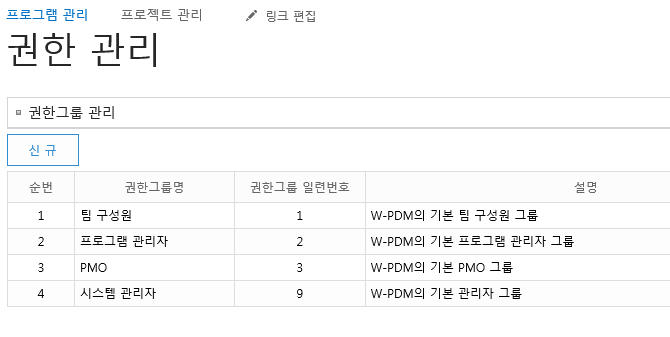 프로그램 관리 프로젝트 관리 링크 편집
권한 관리
권한그룹 관리
신 규
순번 권한그룹명 권한그룹 일련번호 설명
1 팀 구성원 1 W-PDM의 기본 팀 구성원 그룹
2 프로그램 관리자 2 W-PDM의 기본 프로그램 관리자 그룹
3 PMO 3 W-PDM의 기본 PMO 그룹
4 시스템 관리자 9 W-PDM의 기본 관리자 그룹